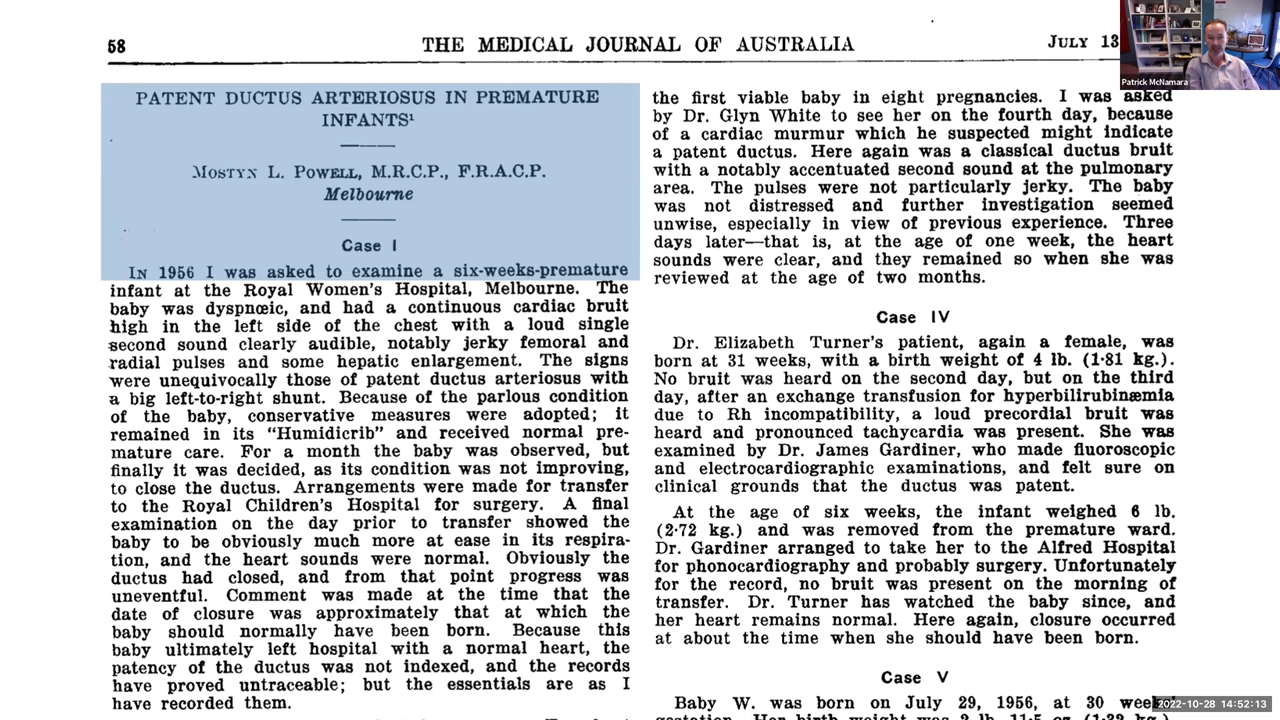 58
THE MEDICAL JOURNAL OF AUSTRALIA
JULY 13
Patrick McNamara
PATENT DUCTUS ARTERIOSUS IN PREMATURE
INFANTS¹
MOSTYN L. POWELL, M.R.C.P., F.R.A.C.P.
Melbourne
Case I
IN 1956 I was asked to examine a six-weeks-premature
infant at the Royal Women's Hospital, Melbourne. The
baby was dyspnœic, and had a continuous cardiac bruit
high in the left side of the chest with a loud single
second sound clearly audible, notably jerky femoral and
radial pulses and some hepatic enlargement. The signs
were unequivocally those of patent ductus arteriosus with
a big left-to-right shunt. Because of the parlous condition
of the baby, conservative measures were adopted; it
remained in its "Humidicrib" and received normal pre-
mature care. For a month the baby was observed, but
finally it was decided, as its condition was not improving,
to close the ductus. Arrangements were made for transfer
to the Royal Children's Hospital for surgery. A final
examination on the day prior to transfer showed the
baby to be obviously much more at ease in its respira-
tion, and the heart sounds were normal. Obviously the
ductus had closed, and from that point progress was
uneventful. Comment was made at the time that the
date of closure was approximately that at which the
baby should normally have been born. Because this
baby ultimately left hospital with a normal heart, the
patency of the ductus was not indexed, and the records
have proved untraceable; but the essentials are as I
have recorded them.
the first viable baby in eight pregnancies. I was asked
by Dr. Glyn White to see her on the fourth day, because
of a cardiac murmur which he suspected might indicate
a patent ductus. Here again was a classical ductus bruit
with a notably accentuated second sound at the pulmonary
area. The pulses were not particularly jerky. The baby
was not distressed and further investigation seemed
unwise, especially in view of previous experience. Three
days later—that is, at the age of one week, the heart
sounds were clear, and they remained so when she was
reviewed at the age of two months.
Case IV
Dr. Elizabeth Turner's patient, again a female, was
born at 31 weeks, with a birth weight of 4 lb. (1·81 kg.).
No bruit was heard on the second day, but on the third
day, after an exchange transfusion for hyperbilirubinæmia
due to Rh incompatibility, a loud precordial bruit was
heard and pronounced tachycardia was present. She was
examined by Dr. James Gardiner, who made fluoroscopic
and electrocardiographic examinations, and felt sure on
clinical grounds that the ductus was patent.
At the age of six weeks, the infant weighed 6 lb.
(2·72 kg.) and was removed from the premature ward.
Dr. Gardiner arranged to take her to the Alfred Hospital
for phonocardiography and probably surgery. Unfortunately
for the record, no bruit was present on the morning of
transfer. Dr. Turner has watched the baby since, and
her heart remains normal. Here again, closure occurred
at about the time when she should have been born.
Case V
Baby W. was born on July 29, 1956, at 30 weeks'
2022-10-28 14:52:13